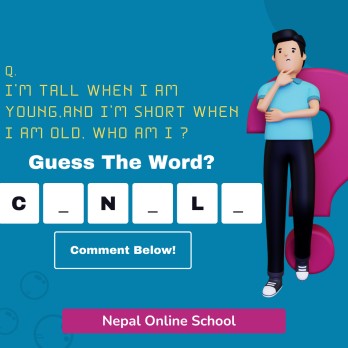 Q.
I'M TALL WHEN I AM
YOUNG,AND I'M SHORT WHEN
I AM OLD. WHO AM I ?
Guess The Word?
C _ N _ L _
Comment Below!
Nepal Online School